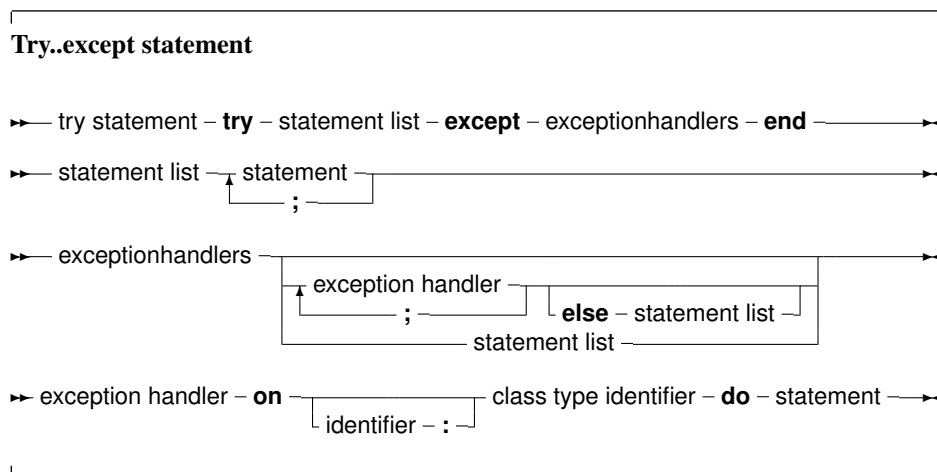 Try..except statement
try statement – try – statement list – except – exceptionhandlers – end
statement list – statement
;
exceptionhandlers
exception handler
; else – statement list
statement list
exception handler – on class type identifier – do – statement
identifier – :